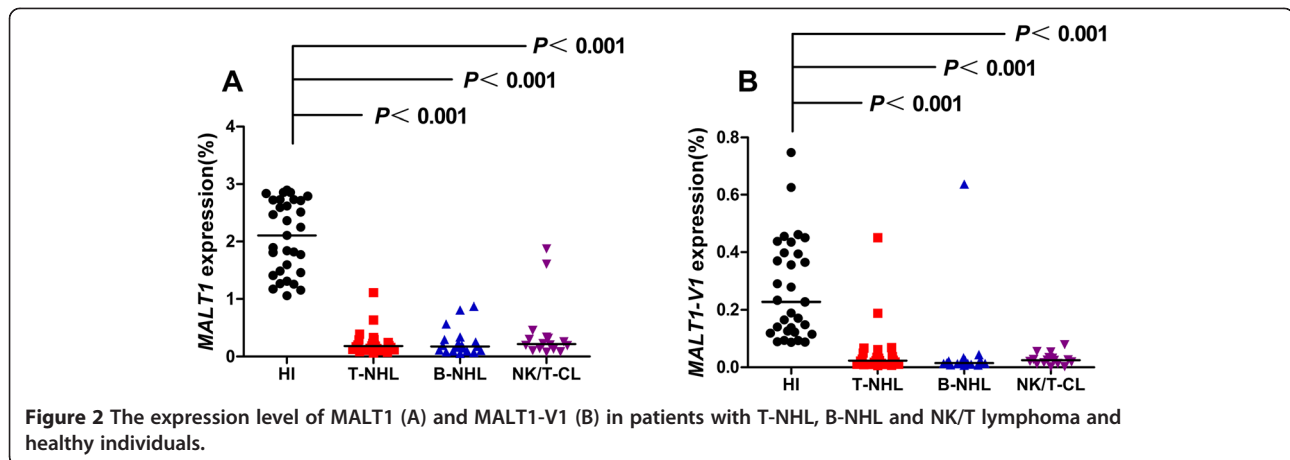 P< 0.001
P< 0.001
P< 0.001
A
MALT1 expression(%)
4
3
2
1
0
HI T-NHL B-NHL NK/T-CL
P< 0.001
P< 0.001
P< 0.001
B
MALT1-V1 expression(%)
0.8
0.6
0.4
0.2
0.0
HI T-NHL B-NHL NK/T-CL
Figure 2 The expression level of MALT1 (A) and MALT1-V1 (B) in patients with T-NHL, B-NHL and NK/T lymphoma and
healthy individuals.